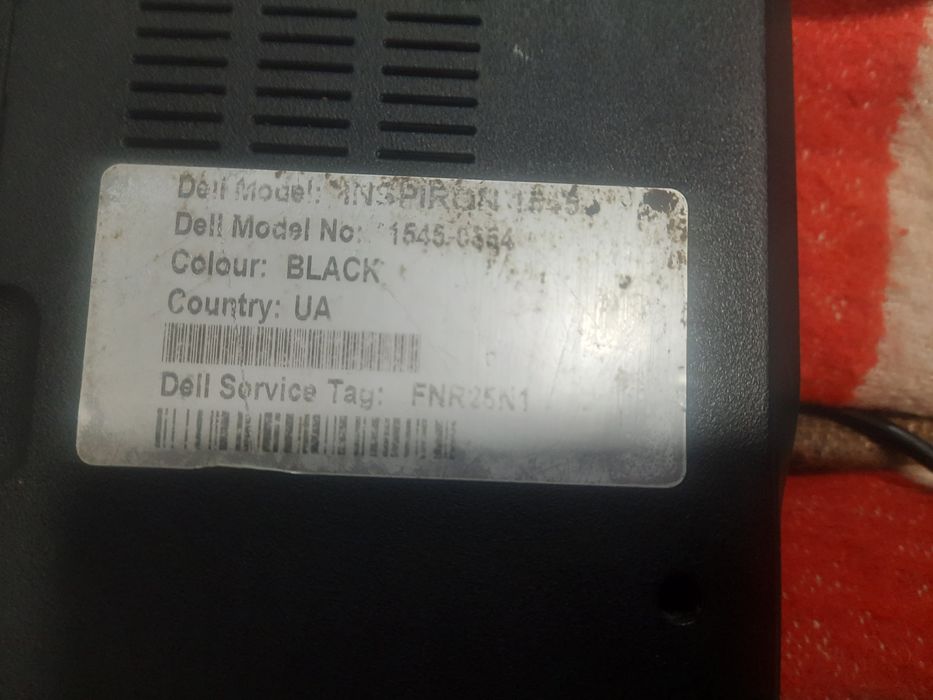 Dell Model: INSPIRON 1545
Dell Model No: 1545-0354
Colour: BLACK
Country: UA
Dell Service Tag: FNR25N1